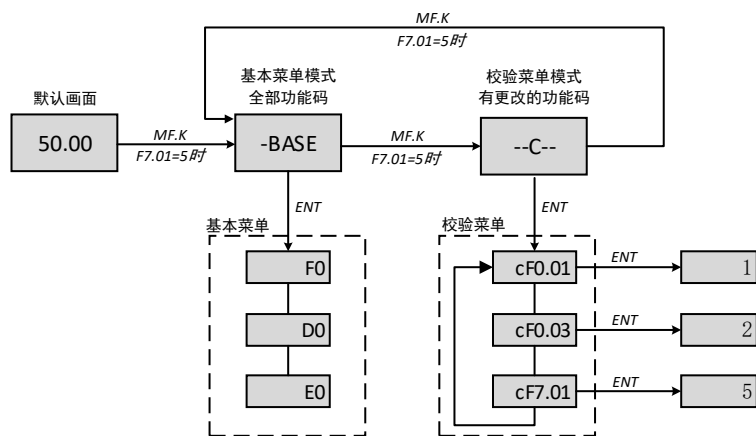 MF.K
F7.01=5时
基本菜单模式
全部功能码
校验菜单模式
有更改的功能码
默认画面
50.00
MF.K
F7.01=5时
-BASE
MF.K
F7.01=5时
--C--
ENT
ENT
基本菜单
校验菜单
F0
cF0.01
ENT
1
D0
cF0.03
ENT
2
E0
cF7.01
ENT
5